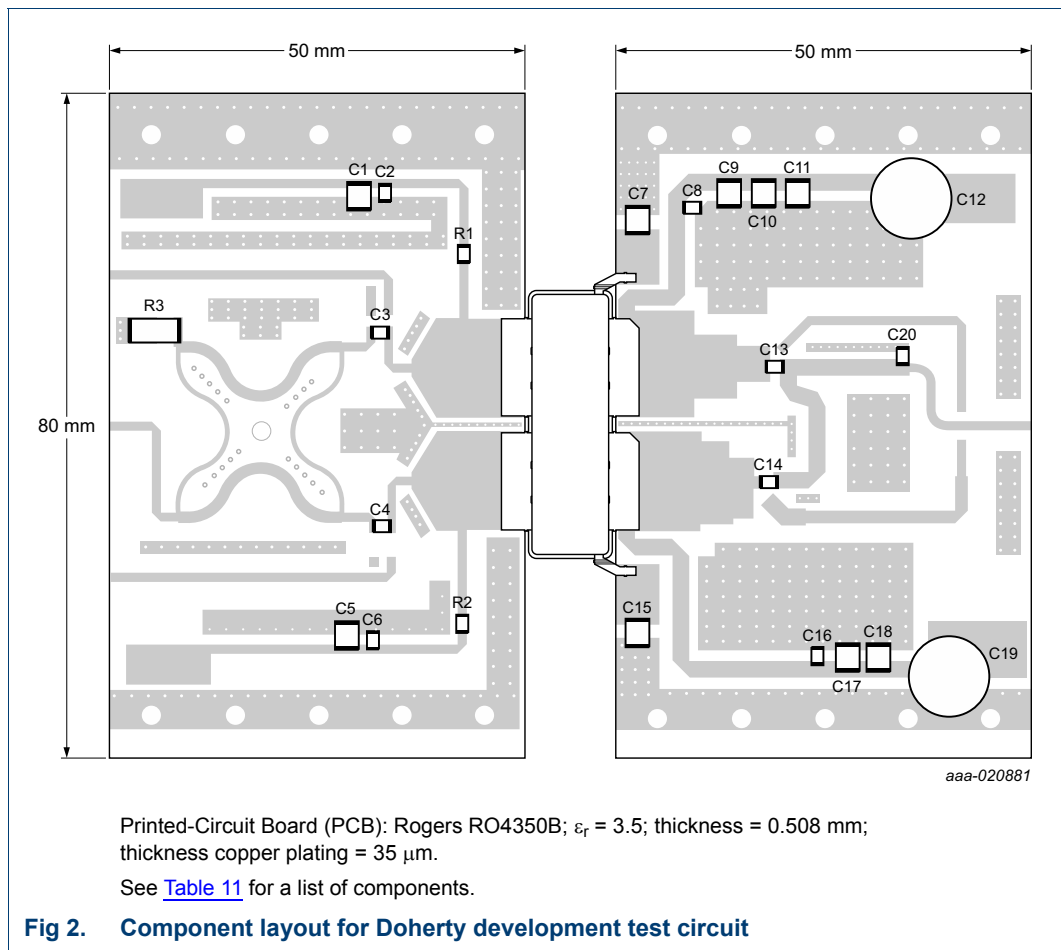 50 mm
50 mm
80 mm
C1
C2
R1
R3
C3
C4
C5
C6
R2
C7
C8
C9
C10
C11
C12
C13
C20
C14
C15
C16
C17
C18
C19
aaa-020881
Printed-Circuit Board (PCB): Rogers RO4350B; εr = 3.5; thickness = 0.508 mm;
thickness copper plating = 35 μm.
See Table 11 for a list of components.
Fig 2. Component layout for Doherty development test circuit